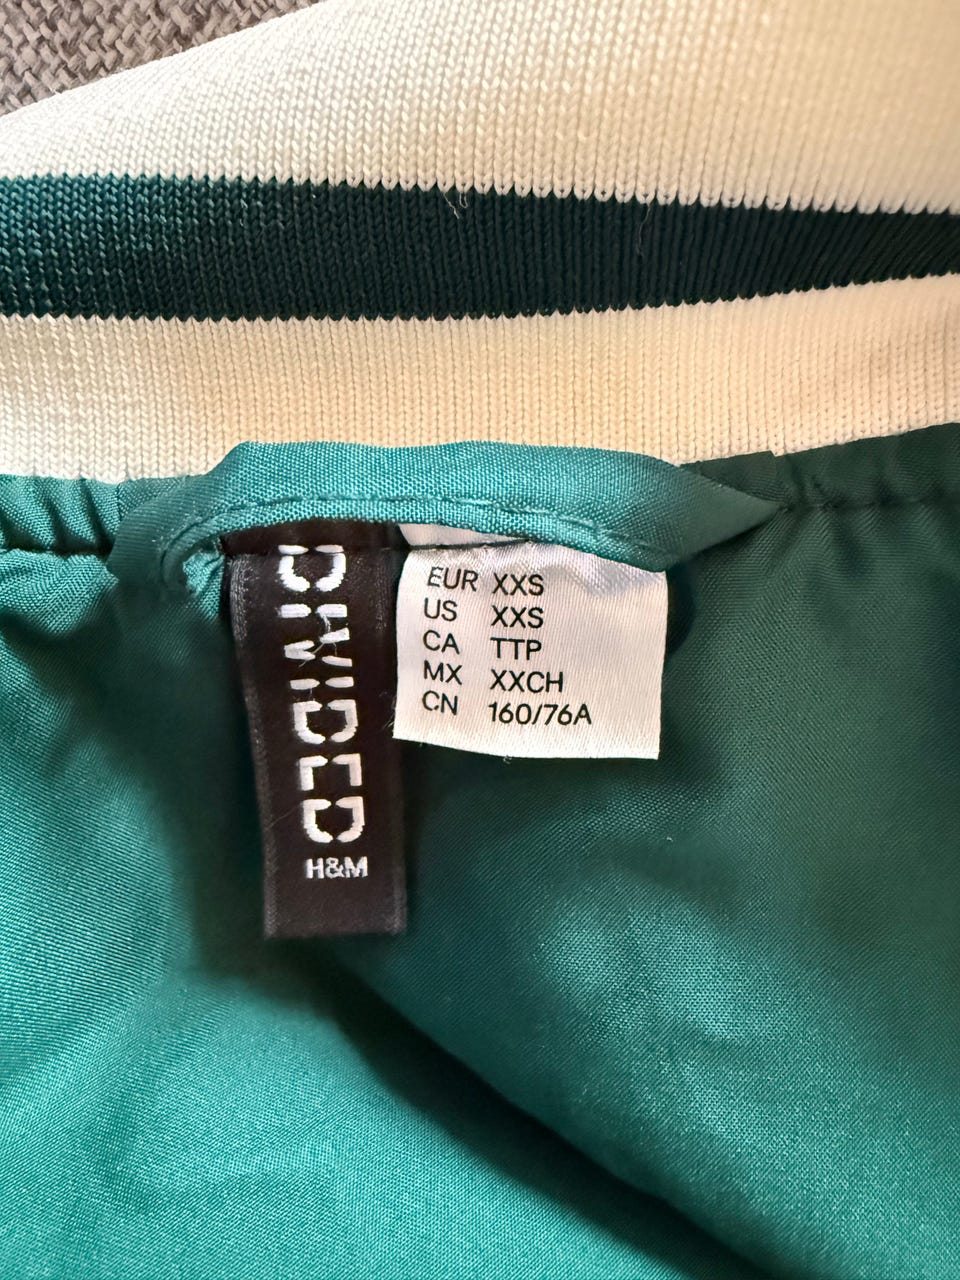 DIVIDED
H&M
EUR XXS
US XXS
CA TTP
MX XXCH
CN 160/76A